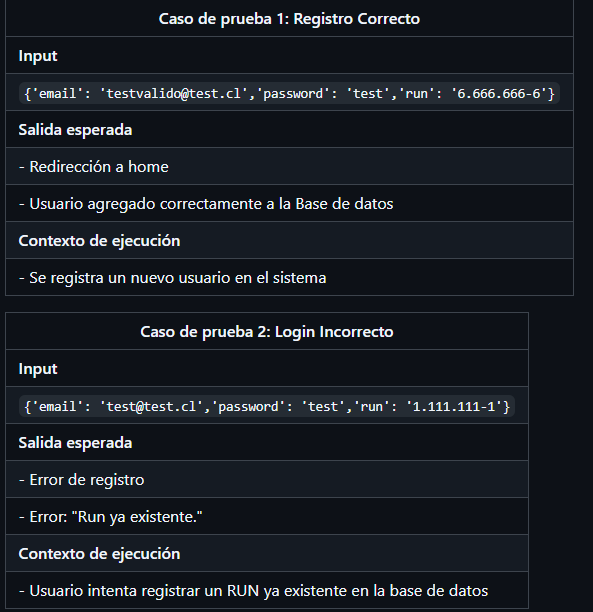 Caso de prueba 1: Registro Correcto
Input
{'email': 'testvalido@test.cl','password': 'test','run': '6.666.666-6'}
Salida esperada
- Redirección a home
- Usuario agregado correctamente a la Base de datos
Contexto de ejecución
- Se registra un nuevo usuario en el sistema
Caso de prueba 2: Login Incorrecto
Input
{'email': 'test@test.cl','password': 'test','run': '1.111.111-1'}
Salida esperada
- Error de registro
- Error: "Run ya existente."
Contexto de ejecución
- Usuario intenta registrar un RUN ya existente en la base de datos